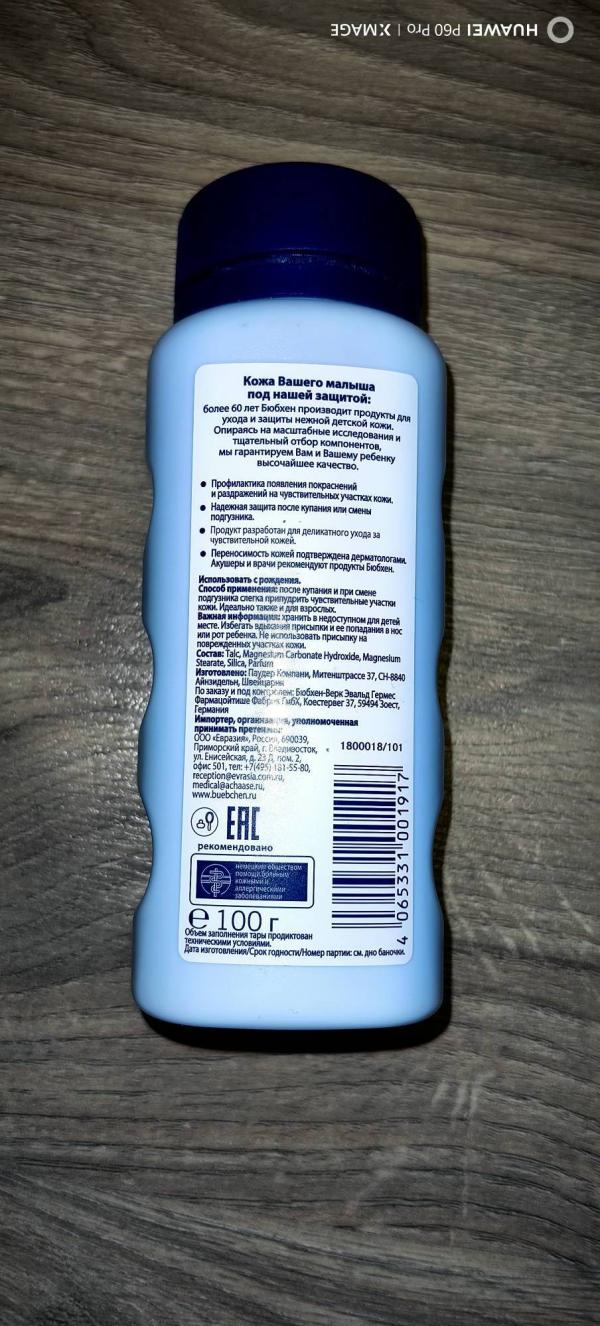 HUAWEI P60 Pro | XMAGE
Кожа Вашего малыша
под нашей защитой:
более 60 лет Бюбхен производит продукты для
ухода и защиты нежной детской кожи.
Опираясь на масштабные исследования и
тщательный отбор компонентов,
мы гарантируем Вам и Вашему ребенку
высочайшее качество.
• Профилактика появления покраснений
и раздражений на чувствительных участках кожи.
• Надежная защита после купания или смены
подгузника.
• Продукт разработан для деликатного ухода за
чувствительной кожей.
• Переносимость кожей подтверждена дерматологами.
Акушеры и врачи рекомендуют продукты Бюбхен.
Использовать с рождения.
Способ применения: после купания и при смене
подгузника слегка припудрить чувствительные участки
кожи. Идеально также и для взрослых.
Важная информация: хранить в недоступном для детей
месте. Избегать вдыхания присыпки и ее попадания в нос
или рот ребенка. Не использовать присыпку на
поврежденных участках кожи.
Состав: Talc, Magnesium Carbonate Hydroxide, Magnesium
Stearate, Silica, Parfum
Изготовлено: Паудер Компани, Митенштрассе 37, CH-8840
Айнзидельн, Швейцария
По заказу и под контролем: Бюбхен-Верк Эвальд Гермес
Фармацойтише Фабрик ГмбХ, Коестервег 37, 59494 Зоест,
Германия
Импортер, организация, уполномоченная
принимать претензии:
ООО «Евразия», Россия, 690039,
Приморский край, г. Владивосток,
ул. Енисейская, д. 23 Д, пом. 2,
офис 501, тел: +7(495) 181-55-80,
reception@evrasia.com.ru,
medical@achaase.ru,
www.buebchen.ru
1800018/101
EAC
рекомендовано
немецким обществом
помощи больным
кожными и
аллергическими
заболеваниями
℮ 100 г
4 065331 001917
Объем заполнения тары продиктован
техническими условиями.
Дата изготовления/Срок годности/Номер партии: см. дно баночки.